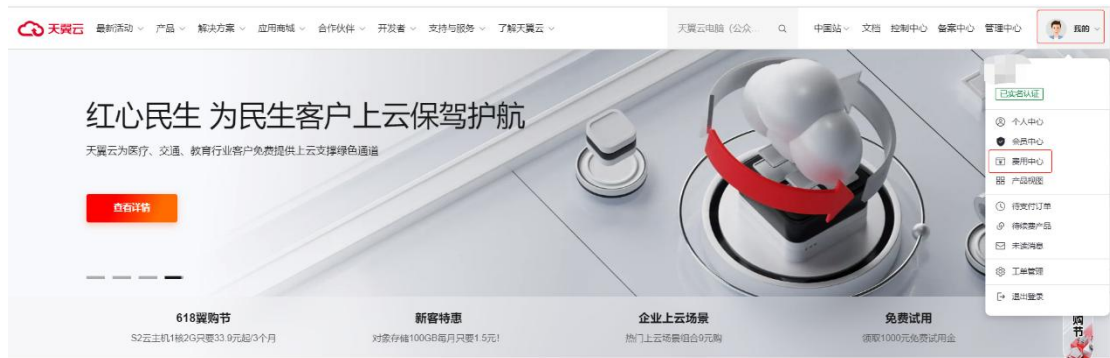 天翼云 最新活动 产品 解决方案 应用商城 合作伙伴 开发者 支持与服务 了解天翼云 天翼云电脑（公众... 中国站 文档 控制中心 备案中心 管理中心 我的
已实名认证
个人中心
会员中心
费用中心
产品视图
待支付订单
待续费产品
未读消息
工单管理
退出登录
红心民生 为民生客户上云保驾护航
天翼云为医疗、交通、教育行业客户免费提供上云支撑绿色通道
查看详情
618翼购节 新客特惠 企业上云场景 免费试用
S2云主机1核2G只要33.9元起/3个月 对象存储100GB每月只要1.5元! 热门上云场景组合9元购 领取1000元免费试用金
购
节